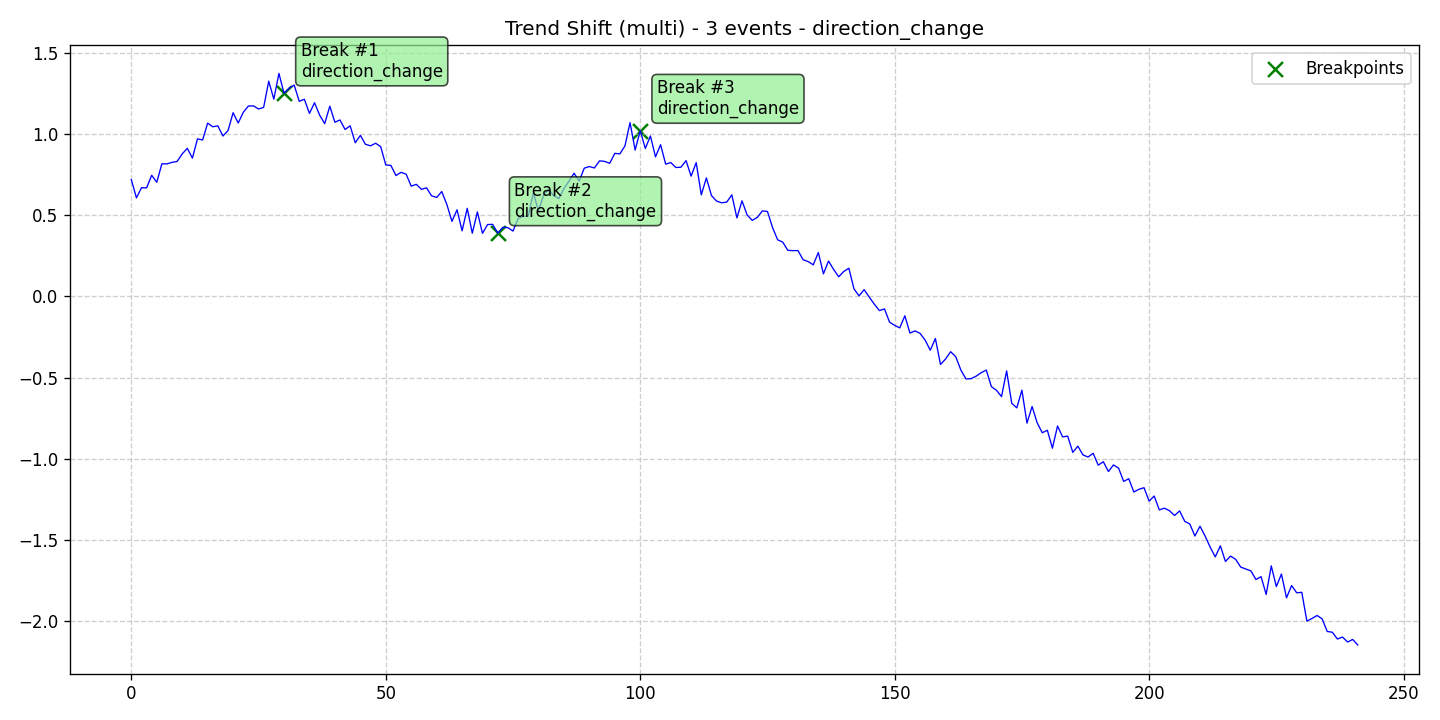 Trend Shift (multi) - 3 events - direction_change
Breakpoints
Break #1
direction_change
Break #3
direction_change
Break #2
direction_change
1.5
1.0
0.5
0.0
−0.5
−1.0
−1.5
−2.0
0
50
100
150
200
250